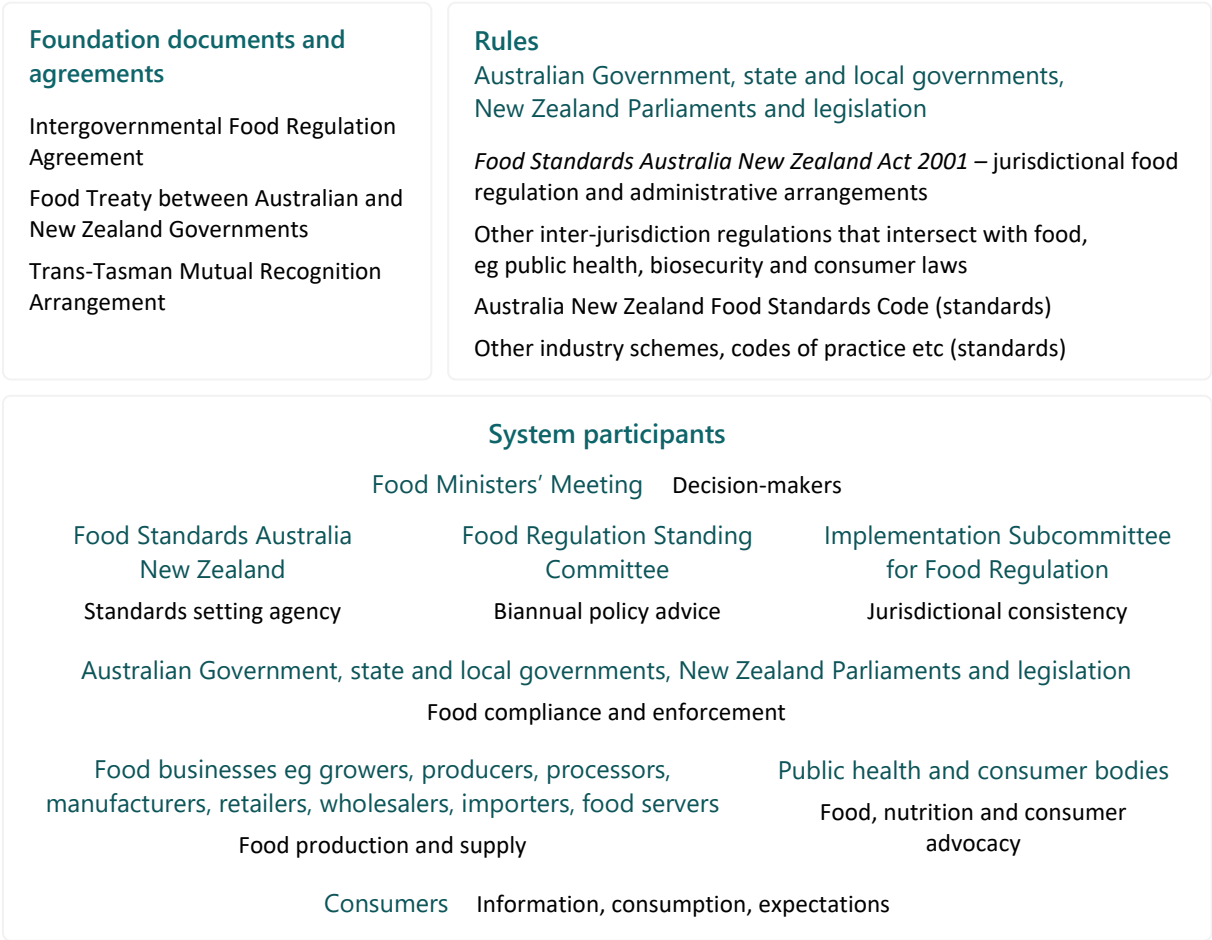 Foundation documents and
agreements
Intergovernmental Food Regulation
Agreement
Food Treaty between Australian and
New Zealand Governments
Trans-Tasman Mutual Recognition
Arrangement
Rules
Australian Government, state and local governments,
New Zealand Parliaments and legislation
Food Standards Australia New Zealand Act 2001 – jurisdictional food
regulation and administrative arrangements
Other inter-jurisdiction regulations that intersect with food,
eg public health, biosecurity and consumer laws
Australia New Zealand Food Standards Code (standards)
Other industry schemes, codes of practice etc (standards)
System participants
Food Ministers’ Meeting Decision-makers
Food Standards Australia
New Zealand
Standards setting agency
Food Regulation Standing
Committee
Biannual policy advice
Implementation Subcommittee
for Food Regulation
Jurisdictional consistency
Australian Government, state and local governments, New Zealand Parliaments and legislation
Food compliance and enforcement
Food businesses eg growers, producers, processors,
manufacturers, retailers, wholesalers, importers, food servers
Food production and supply
Public health and consumer bodies
Food, nutrition and consumer
advocacy
Consumers Information, consumption, expectations